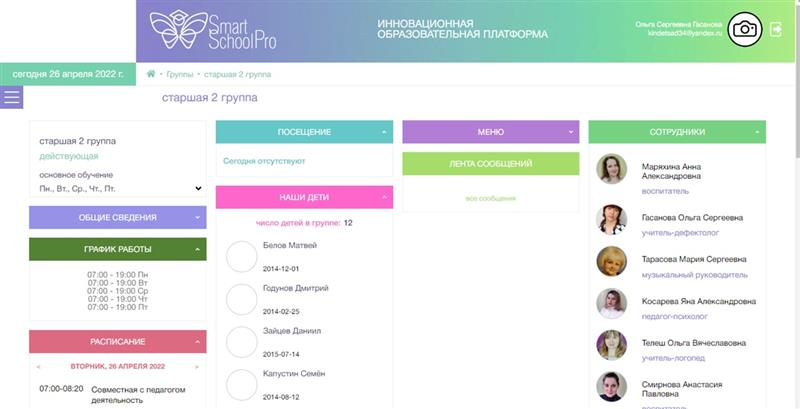 Smart
SchoolPro
ИННОВАЦИОННАЯ
ОБРАЗОВАТЕЛЬНАЯ ПЛАТФОРМА
Ольга Сергеевна Гасанова
kindetsad34@yandex.ru
сегодня 26 апреля 2022 г.
• Группы • старшая 2 группа
старшая 2 группа
старшая 2 группа
действующая
основное обучение
Пн., Вт., Ср., Чт., Пт.
ОБЩИЕ СВЕДЕНИЯ
ГРАФИК РАБОТЫ
07:00 - 19:00 Пн
07:00 - 19:00 Вт
07:00 - 19:00 Ср
07:00 - 19:00 Чт
07:00 - 19:00 Пт
РАСПИСАНИЕ
< ВТОРНИК, 26 АПРЕЛЯ 2022 >
07:00-08:20 Совместная с педагогом
деятельность
ПОСЕЩЕНИЕ
Сегодня отсутствуют
НАШИ ДЕТИ
число детей в группе: 12
Белов Матвей
2014-12-01
Годунов Дмитрий
2014-02-25
Зайцев Даниил
2015-07-14
Капустин Семён
2014-08-12
МЕНЮ
ЛЕНТА СООБЩЕНИЙ
все сообщения
СОТРУДНИКИ
Маряхина Анна
Александровна
воспитатель
Гасанова Ольга Сергеевна
учитель-дефектолог
Тарасова Мария Сергеевна
музыкальный руководитель
Косарева Яна Александровна
педагог-психолог
Телеш Ольга Вячеславовна
учитель-логопед
Смирнова Анастасия
Павловна
воспитатель